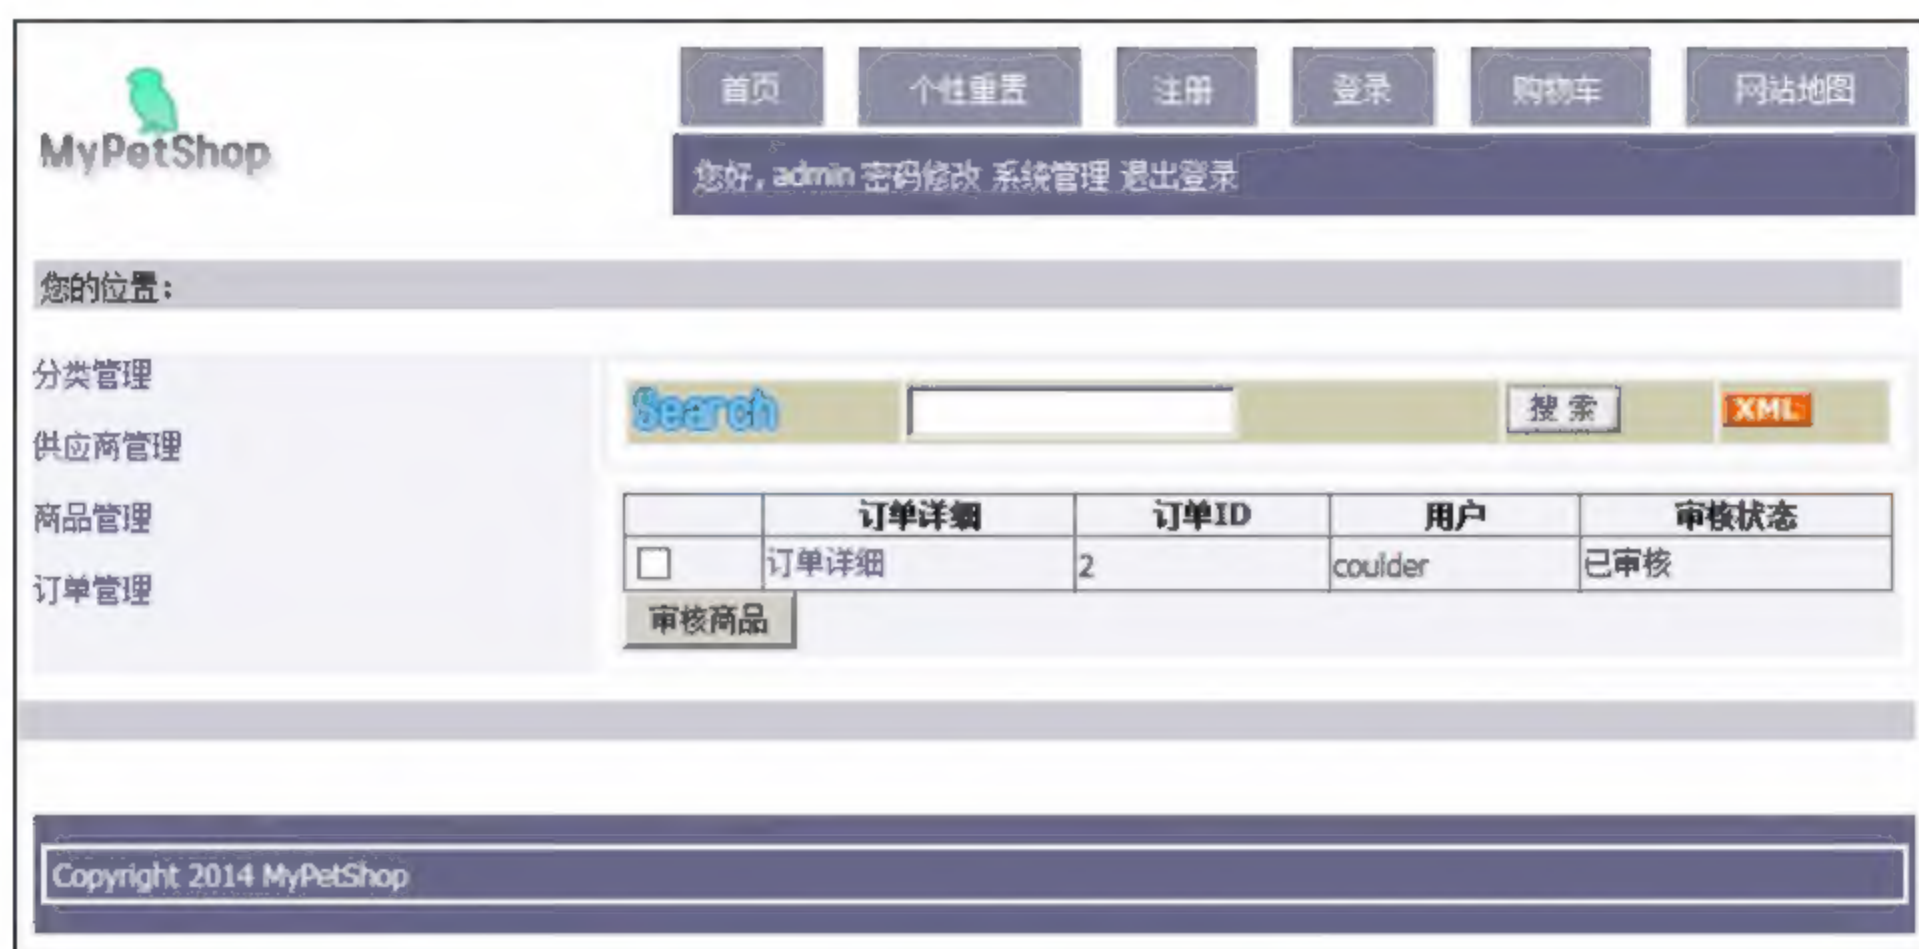 MyPetShop
首页 个性重置 注册 登录 购物车 网站地图
您好, admin 密码修改 系统管理 退出登录
您的位置:
分类管理
供应商管理
商品管理
订单管理
Search 搜索 XML
订单详细 订单ID 用户 审核状态
订单详细 2 coulder 已审核
审核商品
Copyright 2014 MyPetShop